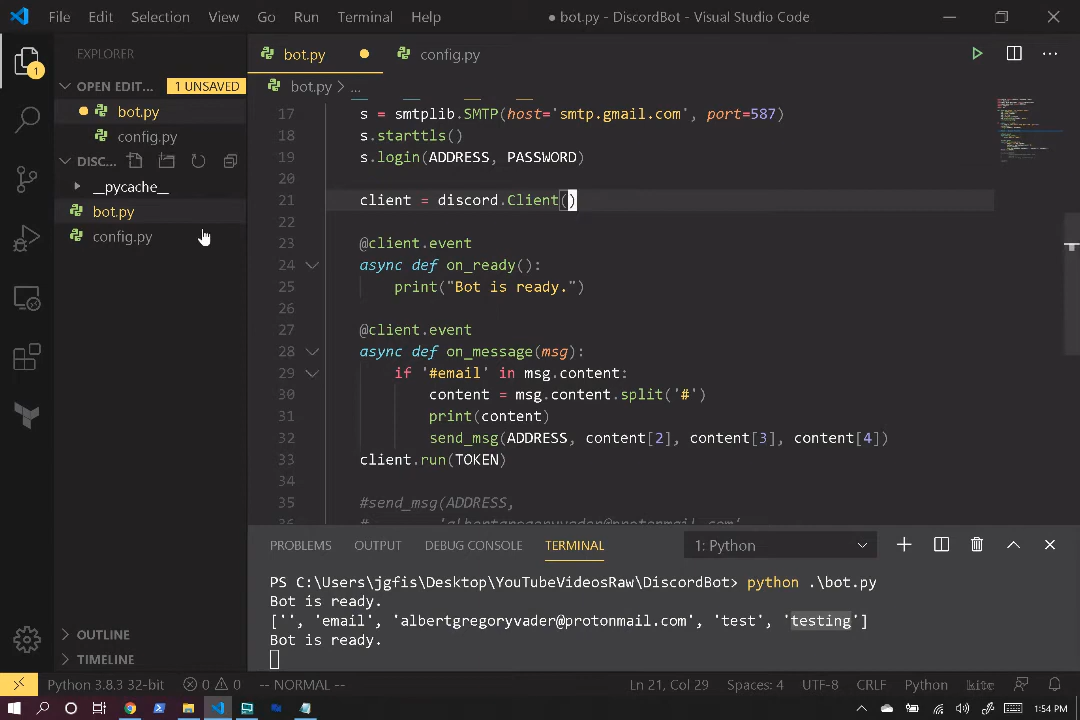 File Edit Selection View Go Run Terminal Help ● bot.py - DiscordBot - Visual Studio Code
EXPLORER
OPEN EDIT... 1 UNSAVED
bot.py
config.py
DISC...
__pycache__
bot.py
config.py
OUTLINE
TIMELINE
1
bot.py config.py
bot.py > ...
17 s = smtplib.SMTP(host='smtp.gmail.com', port=587)
18 s.starttls()
19 s.login(ADDRESS, PASSWORD)
20
21 client = discord.Client()
22
23 @client.event
24 async def on_ready():
25 print("Bot is ready.")
26
27 @client.event
28 async def on_message(msg):
29 if '#email' in msg.content:
30 content = msg.content.split('#')
31 print(content)
32 send_msg(ADDRESS, content[2], content[3], content[4])
33 client.run(TOKEN)
34
35 #send_msg(ADDRESS,
36 # 'albertgregoryvader@protonmail.com'
PROBLEMS OUTPUT DEBUG CONSOLE TERMINAL 1: Python
PS C:\Users\jgfis\Desktop\YouTubeVideosRaw\DiscordBot> python .\bot.py
Bot is ready.
['', 'email', 'albertgregoryvader@protonmail.com', 'test', 'testing']
Bot is ready.
Python 3.8.3 32-bit 0 0 -- NORMAL -- Ln 21, Col 29 Spaces: 4 UTF-8 CRLF Python kite
1:54 PM